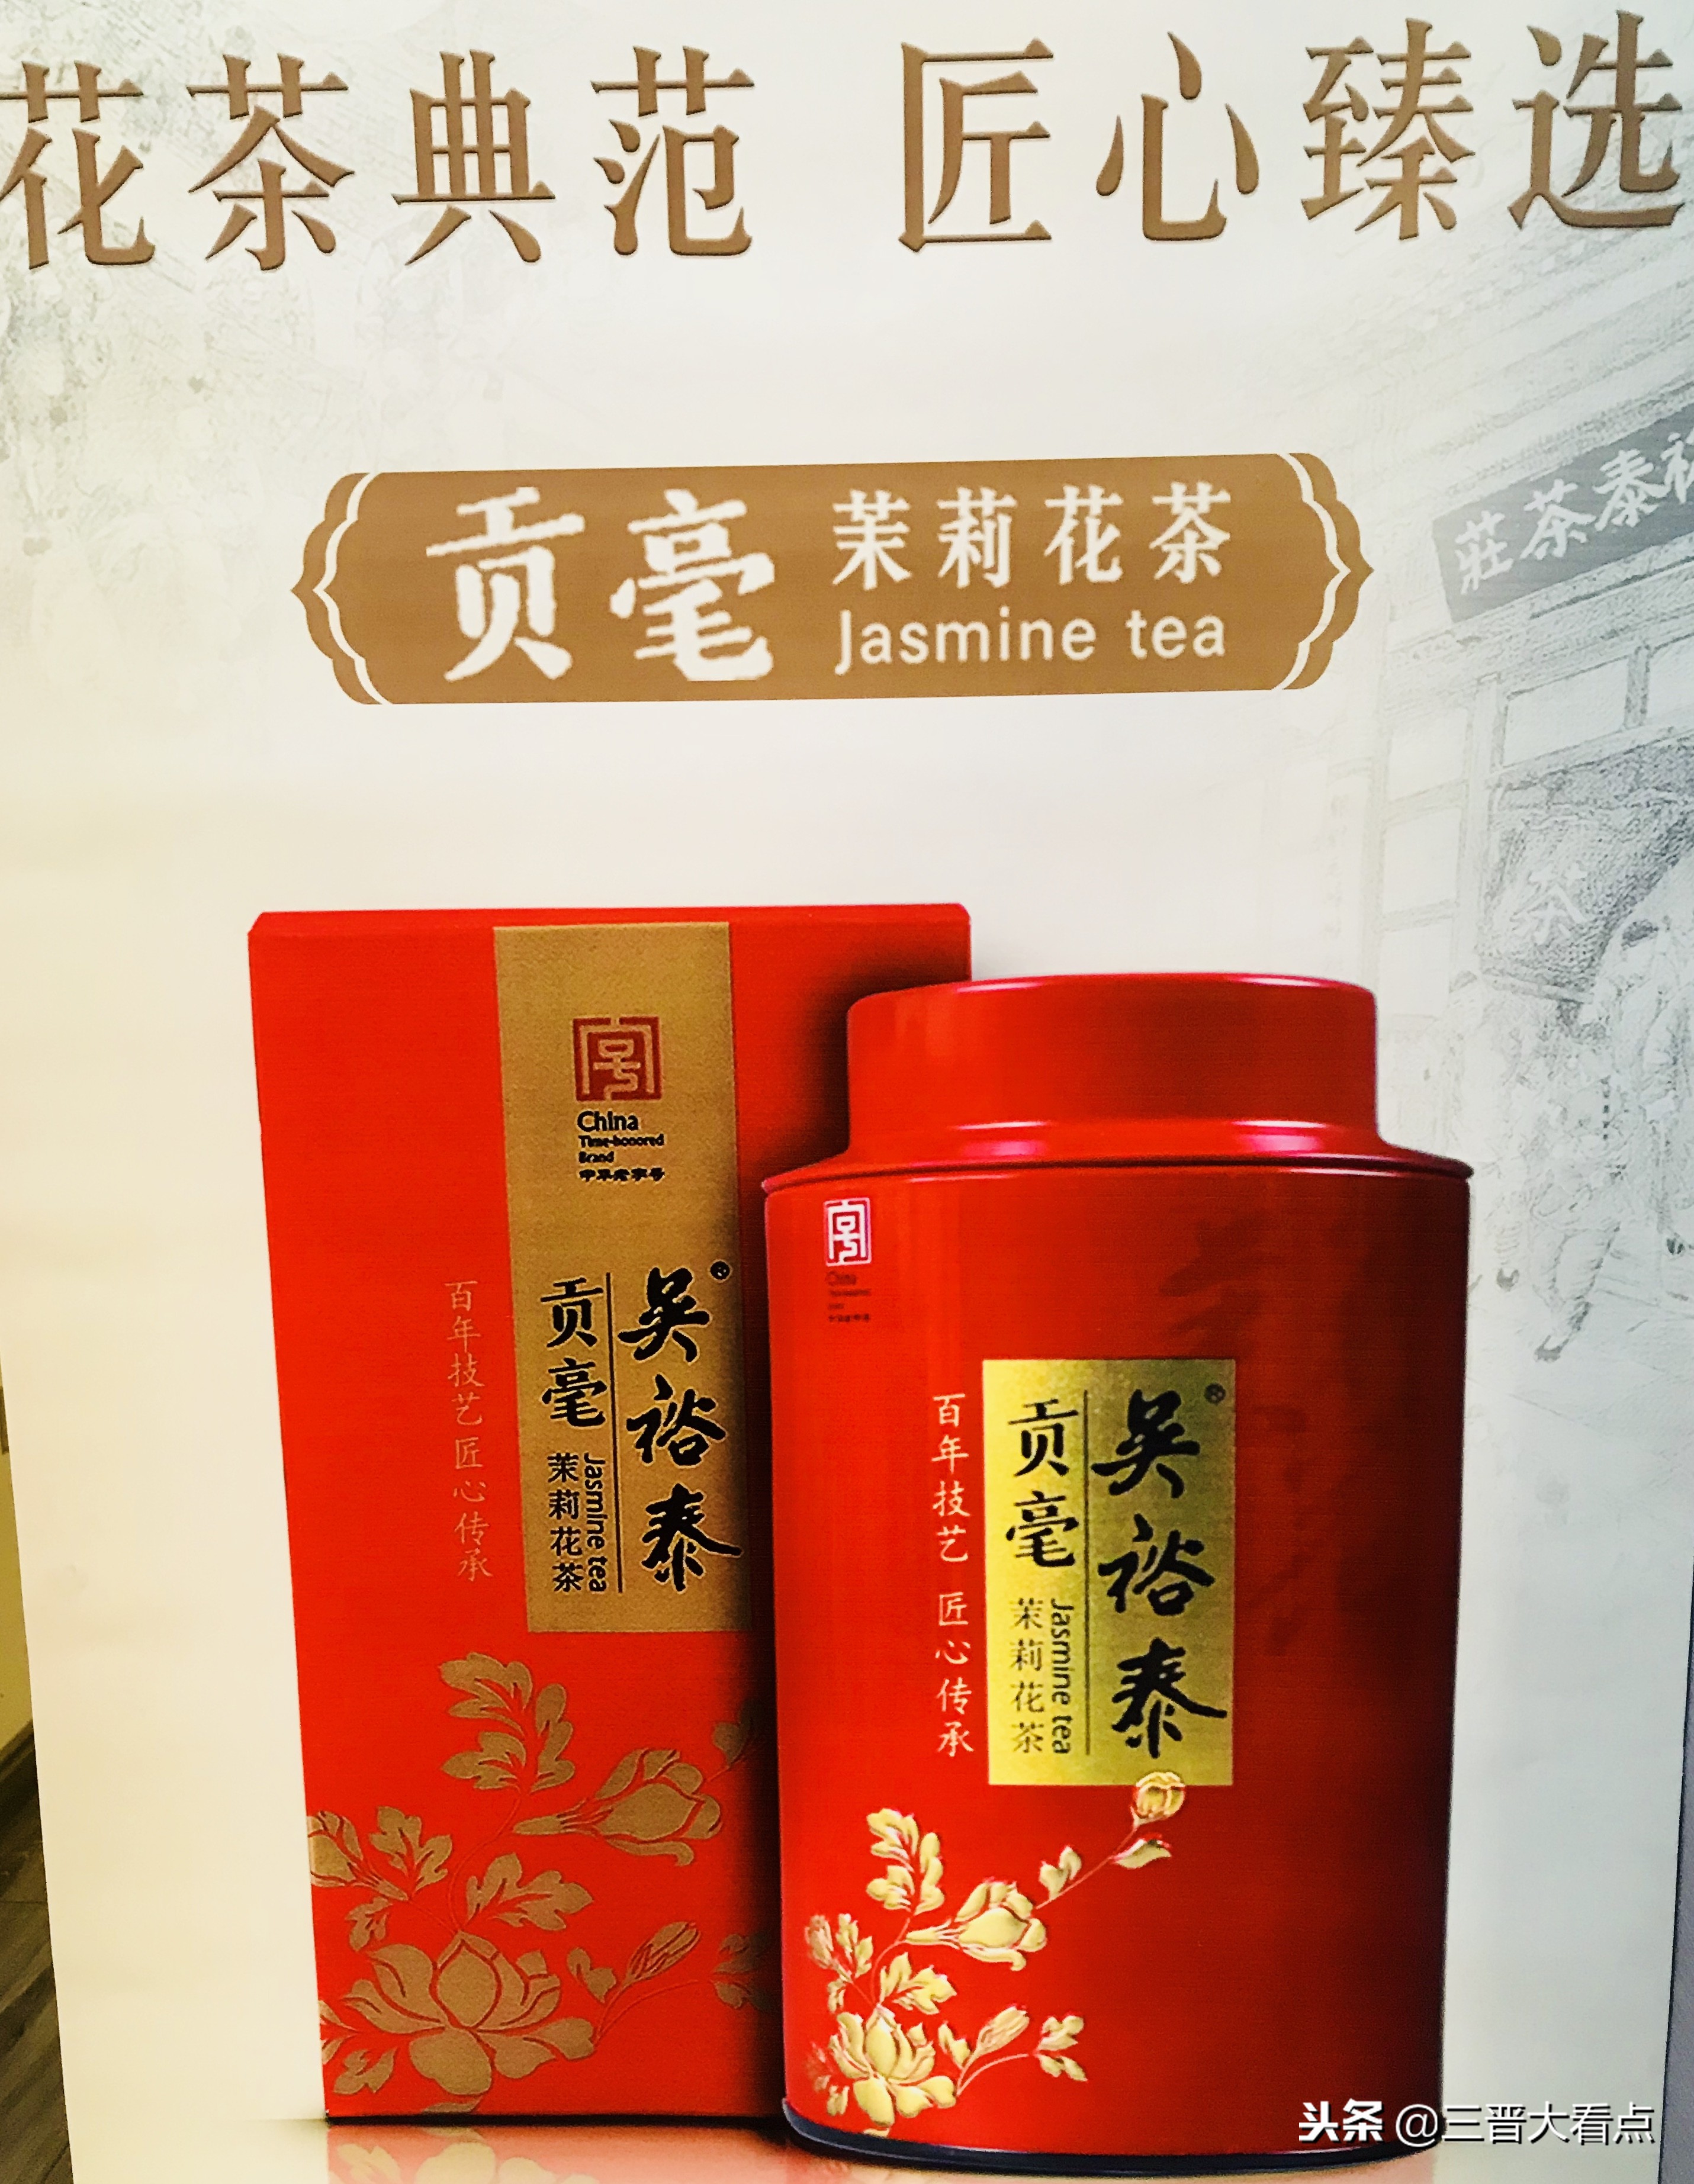 花茶典范 匠心臻选
贡毫 茉莉花茶
Jasmine tea
裕泰茶莊
茶
China
Time-honored
Brand
中华老字号
吴裕泰®
贡毫
茉莉花茶
Jasmine tea
百年技艺 匠心传承
China
吴裕泰®
贡毫
茉莉花茶
Jasmine tea
百年技艺 匠心传承
头条 @三晋大看点